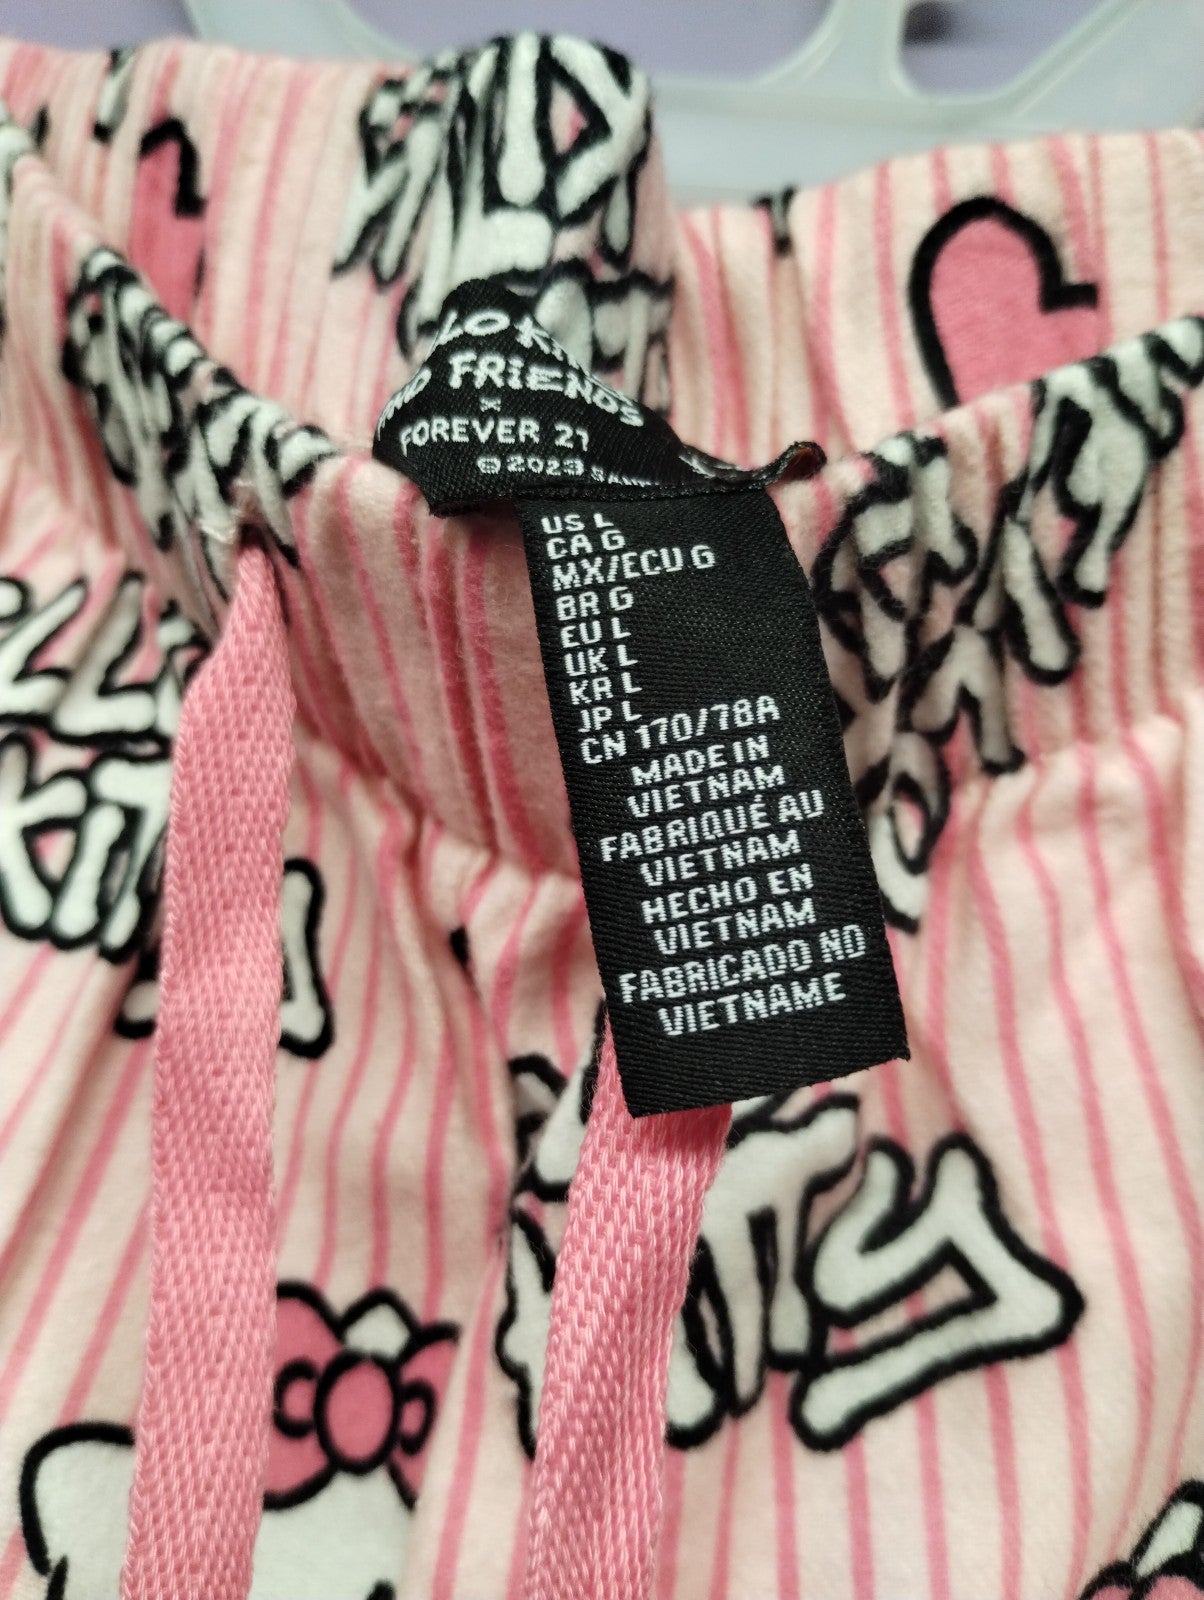 FRIENDS
×
FOREVER 21
©2023
US L
CA G
MX/ECU G
BR G
EU L
UK L
KR L
JP L
CN 170/78A
MADE IN
VIETNAM
FABRIQUÉ AU
VIETNAM
HECHO EN
VIETNAM
FABRICADO NO
VIETNAME